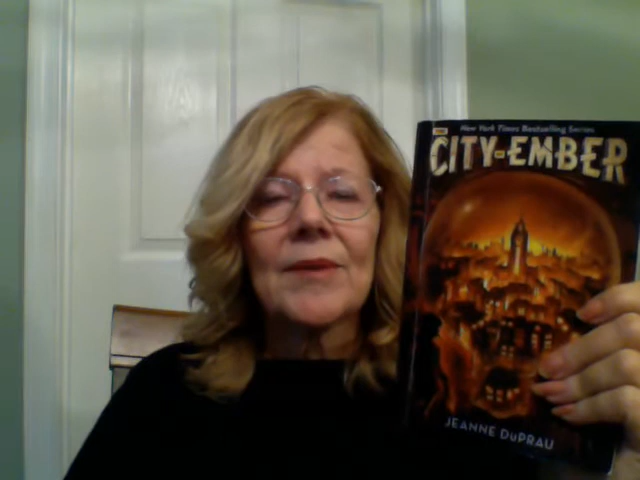 New York Times Bestselling Series
THE CITY OF EMBER
JEANNE DUPRAU